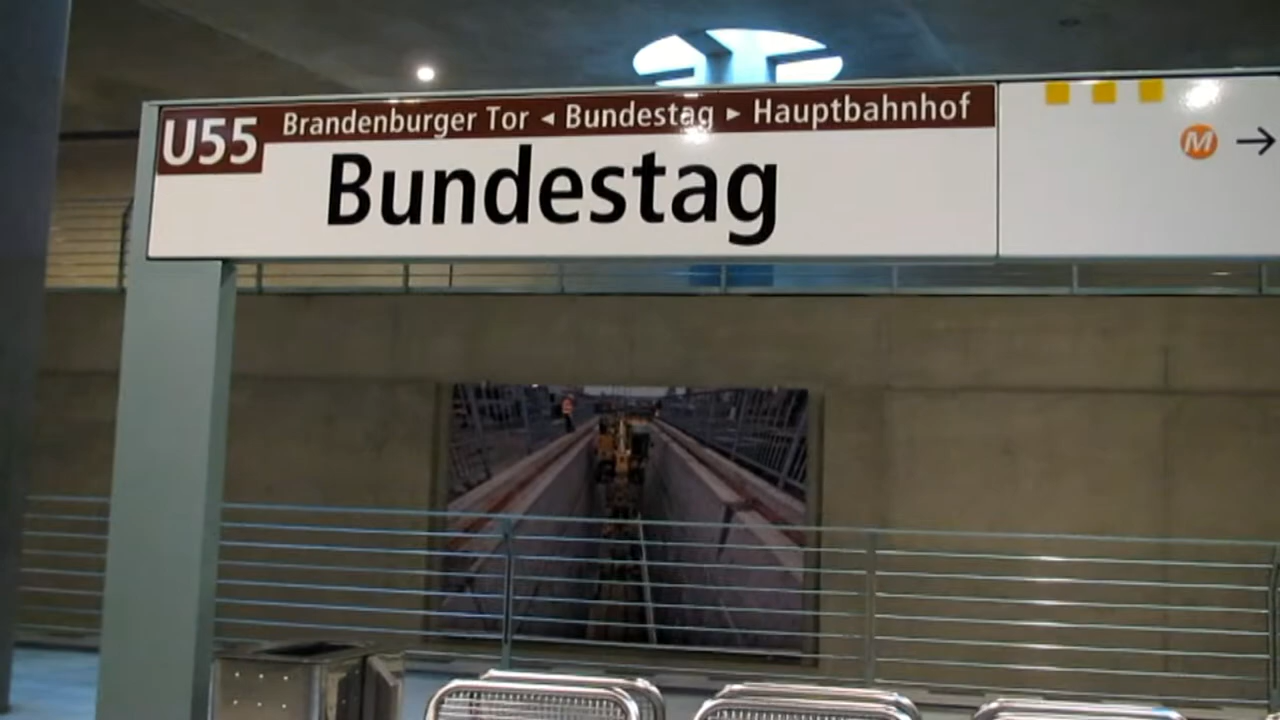 U55
Brandenburger Tor ◂ Bundestag ▸ Hauptbahnhof
Bundestag
M →